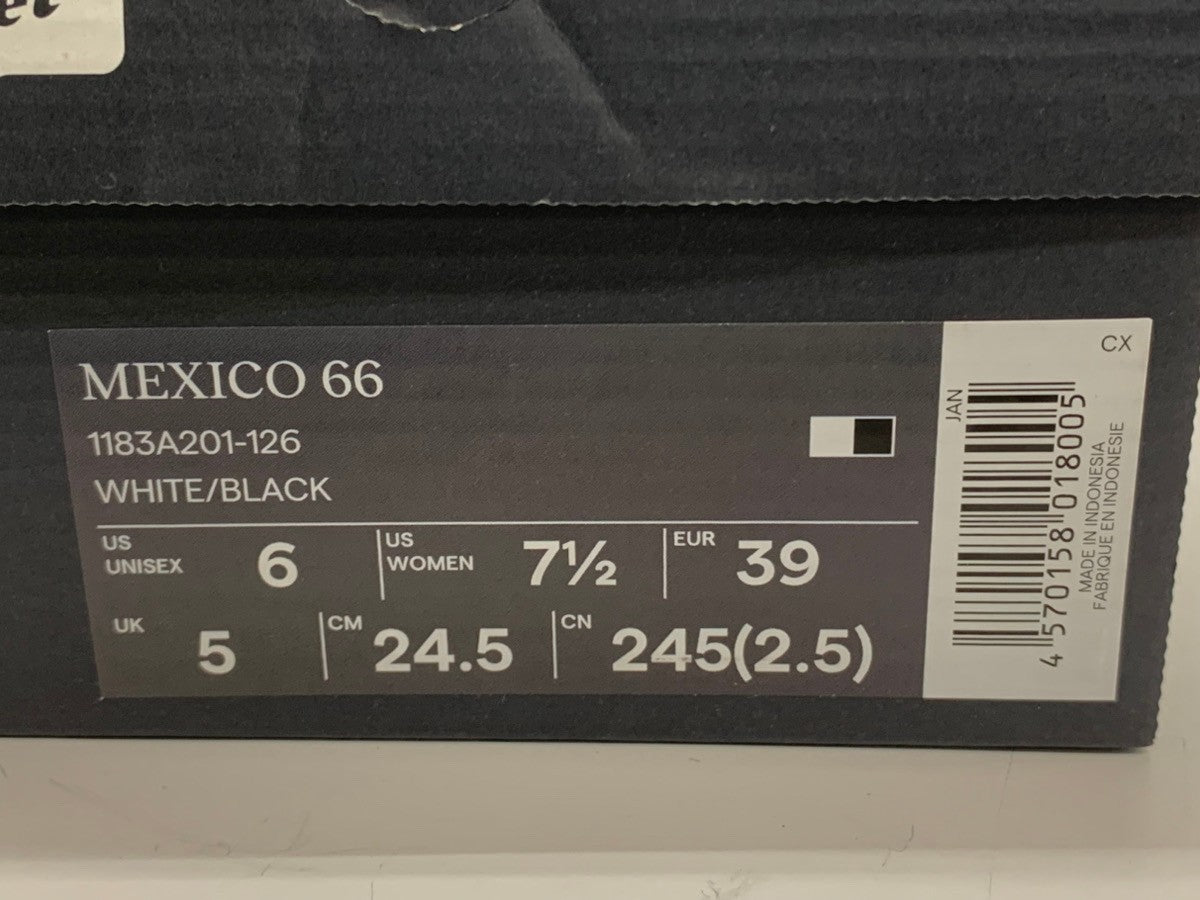 MEXICO 66
1183A201-126
WHITE/BLACK
US UNISEX 6
US WOMEN 7½
EUR 39
UK 5
CM 24.5
CN 245(2.5)
CX
JAN
4 570158 018005
MADE IN INDONESIA
FABRIQUE EN INDONESIE